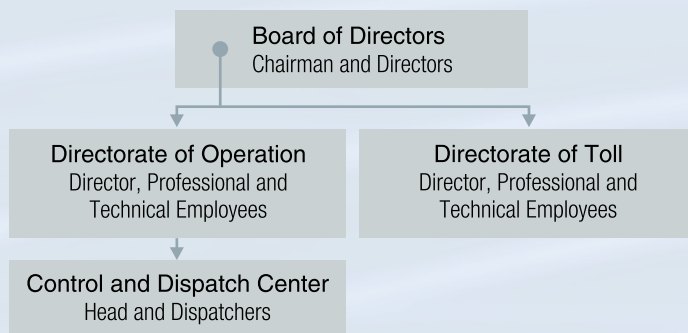 Board of Directors
Chairman and Directors
Directorate of Operation
Director, Professional and
Technical Employees
Directorate of Toll
Director, Professional and
Technical Employees
Control and Dispatch Center
Head and Dispatchers